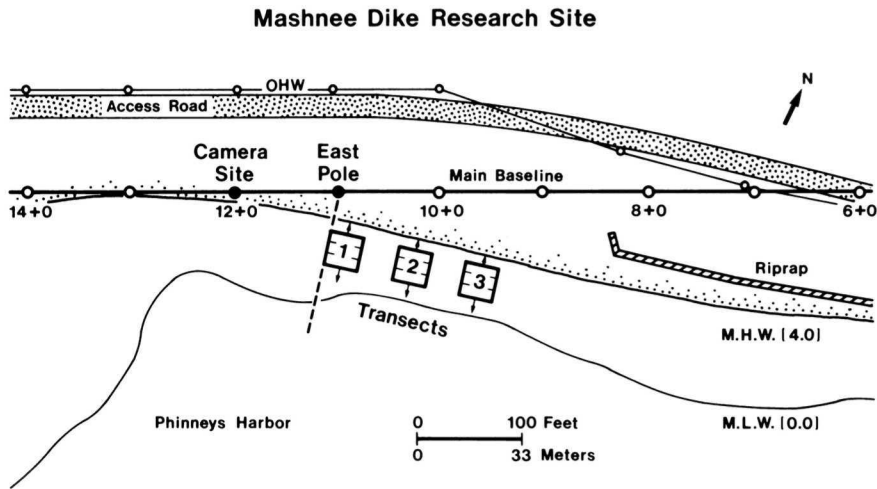 Mashnee Dike Research Site
N
OHW
Access Road
Camera
Site
East
Pole
Main Baseline
14+0
12+0
10+0
8+0
6+0
1
2
3
Riprap
Transects
M.H.W. [4.0]
Phinneys Harbor
0 100 Feet
0 33 Meters
M.L.W. [0.0]